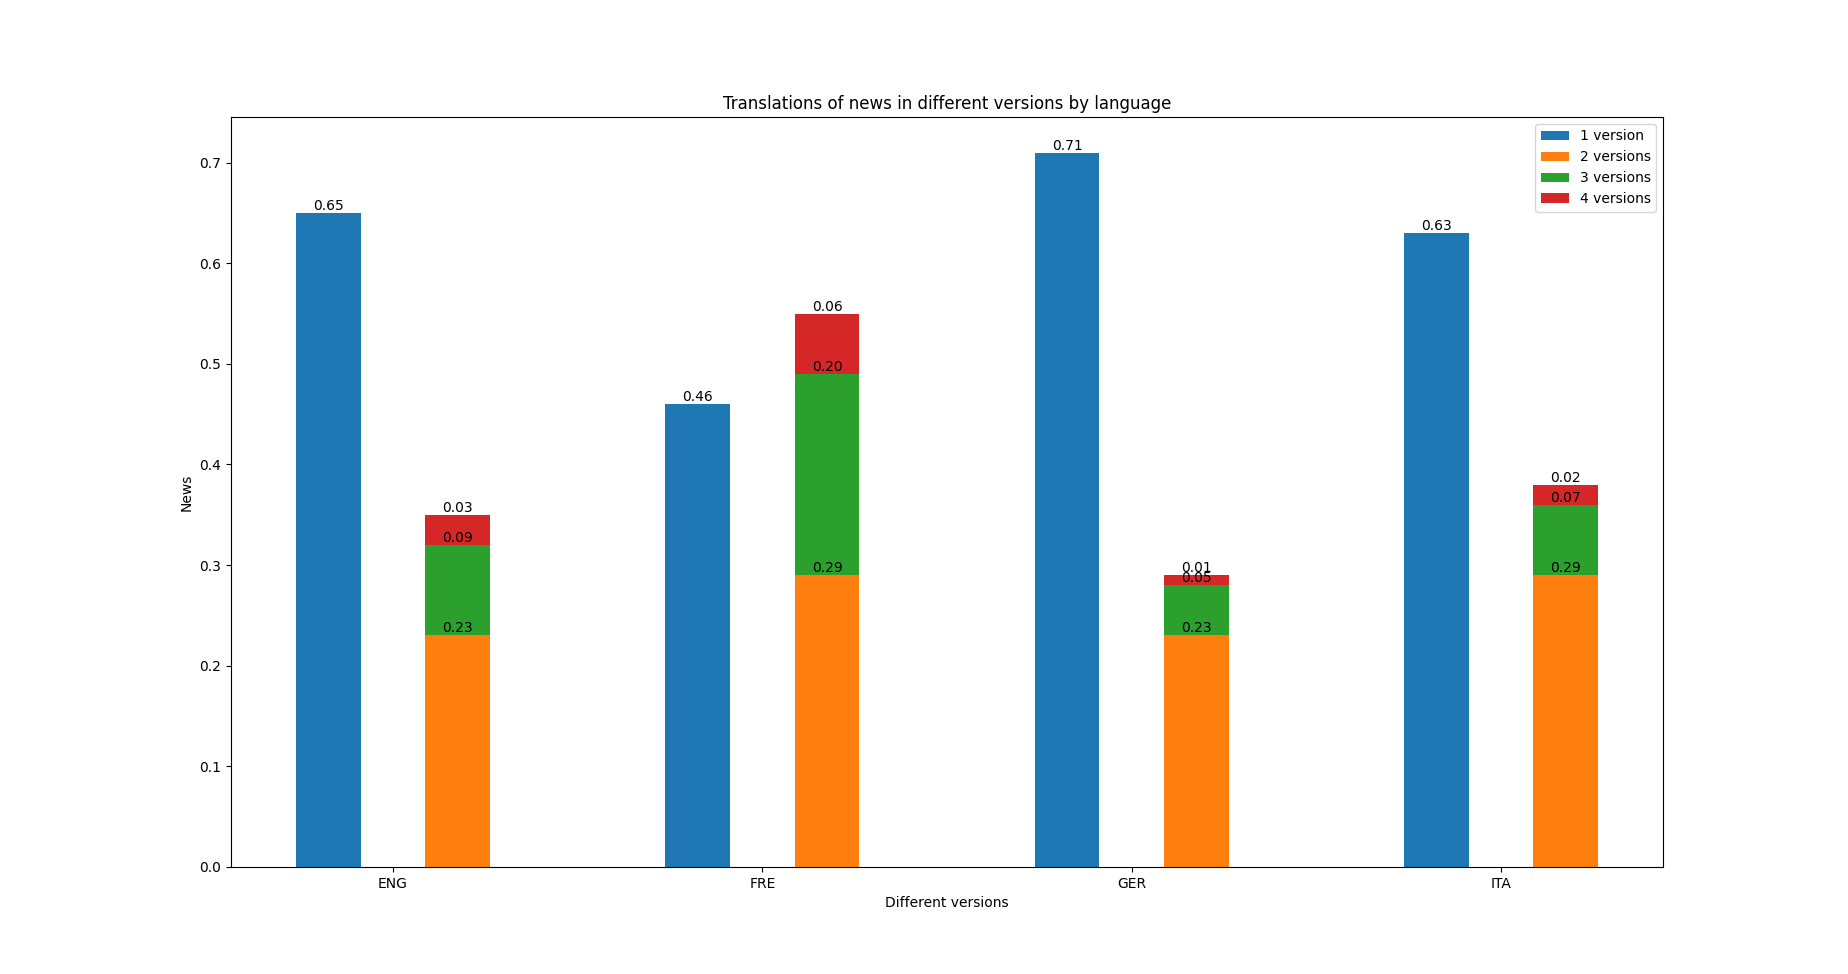 Translations of news in different versions by language
1 version
2 versions
3 versions
4 versions
News
0.7
0.6
0.5
0.4
0.3
0.2
0.1
0.0
0.65
0.03
0.09
0.23
0.46
0.06
0.20
0.29
0.71
0.01
0.05
0.23
0.63
0.02
0.07
0.29
ENG
FRE
GER
ITA
Different versions